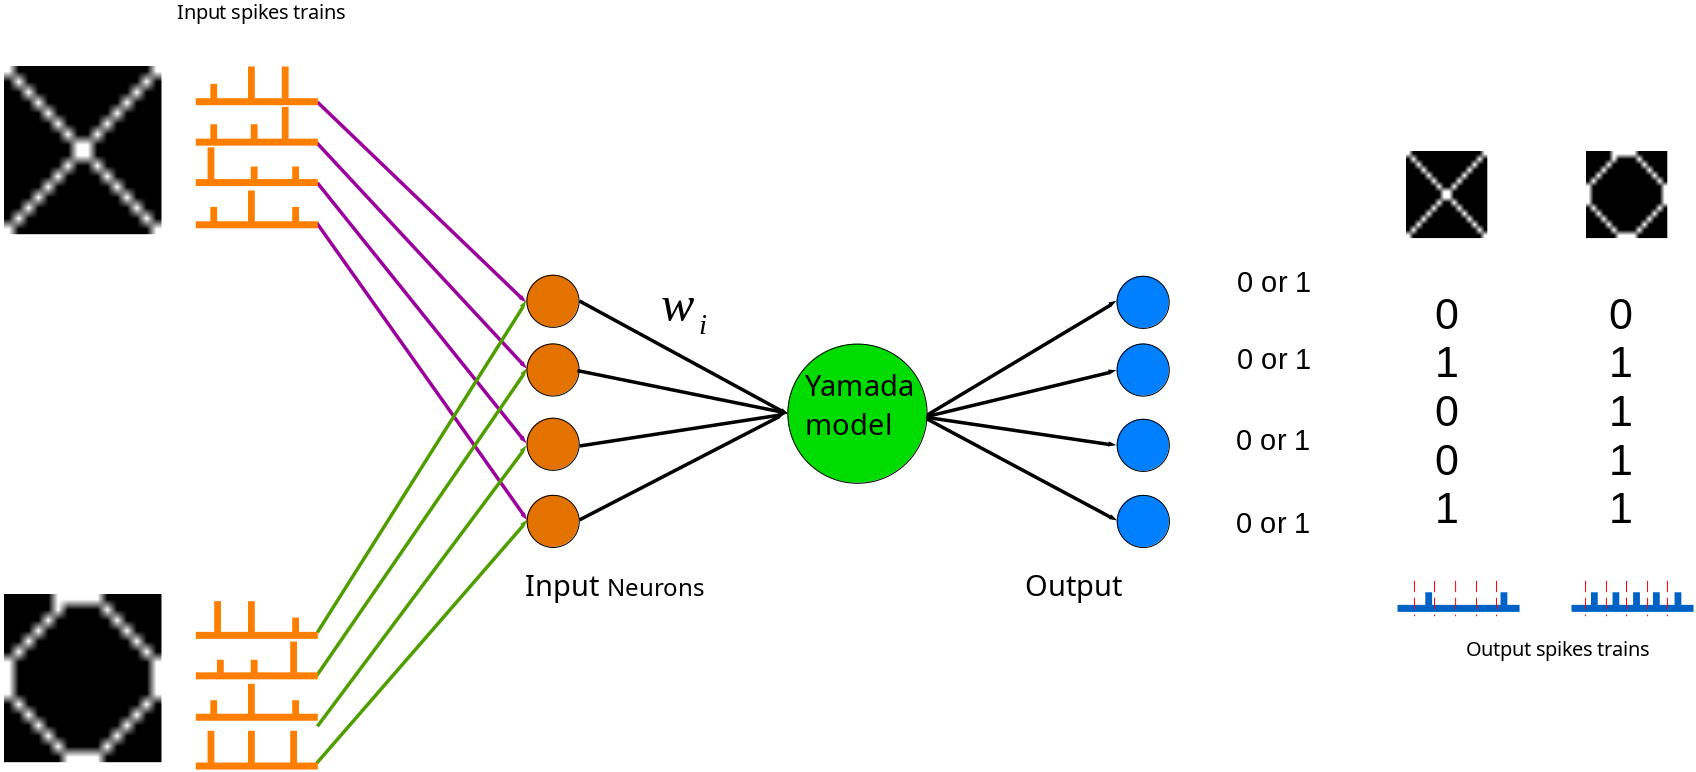 Input spikes trains
w i
Yamada
model
Input Neurons
Output
0 or 1
0 or 1
0 or 1
0 or 1
0 0
1 1
0 1
0 1
1 1
Output spikes trains